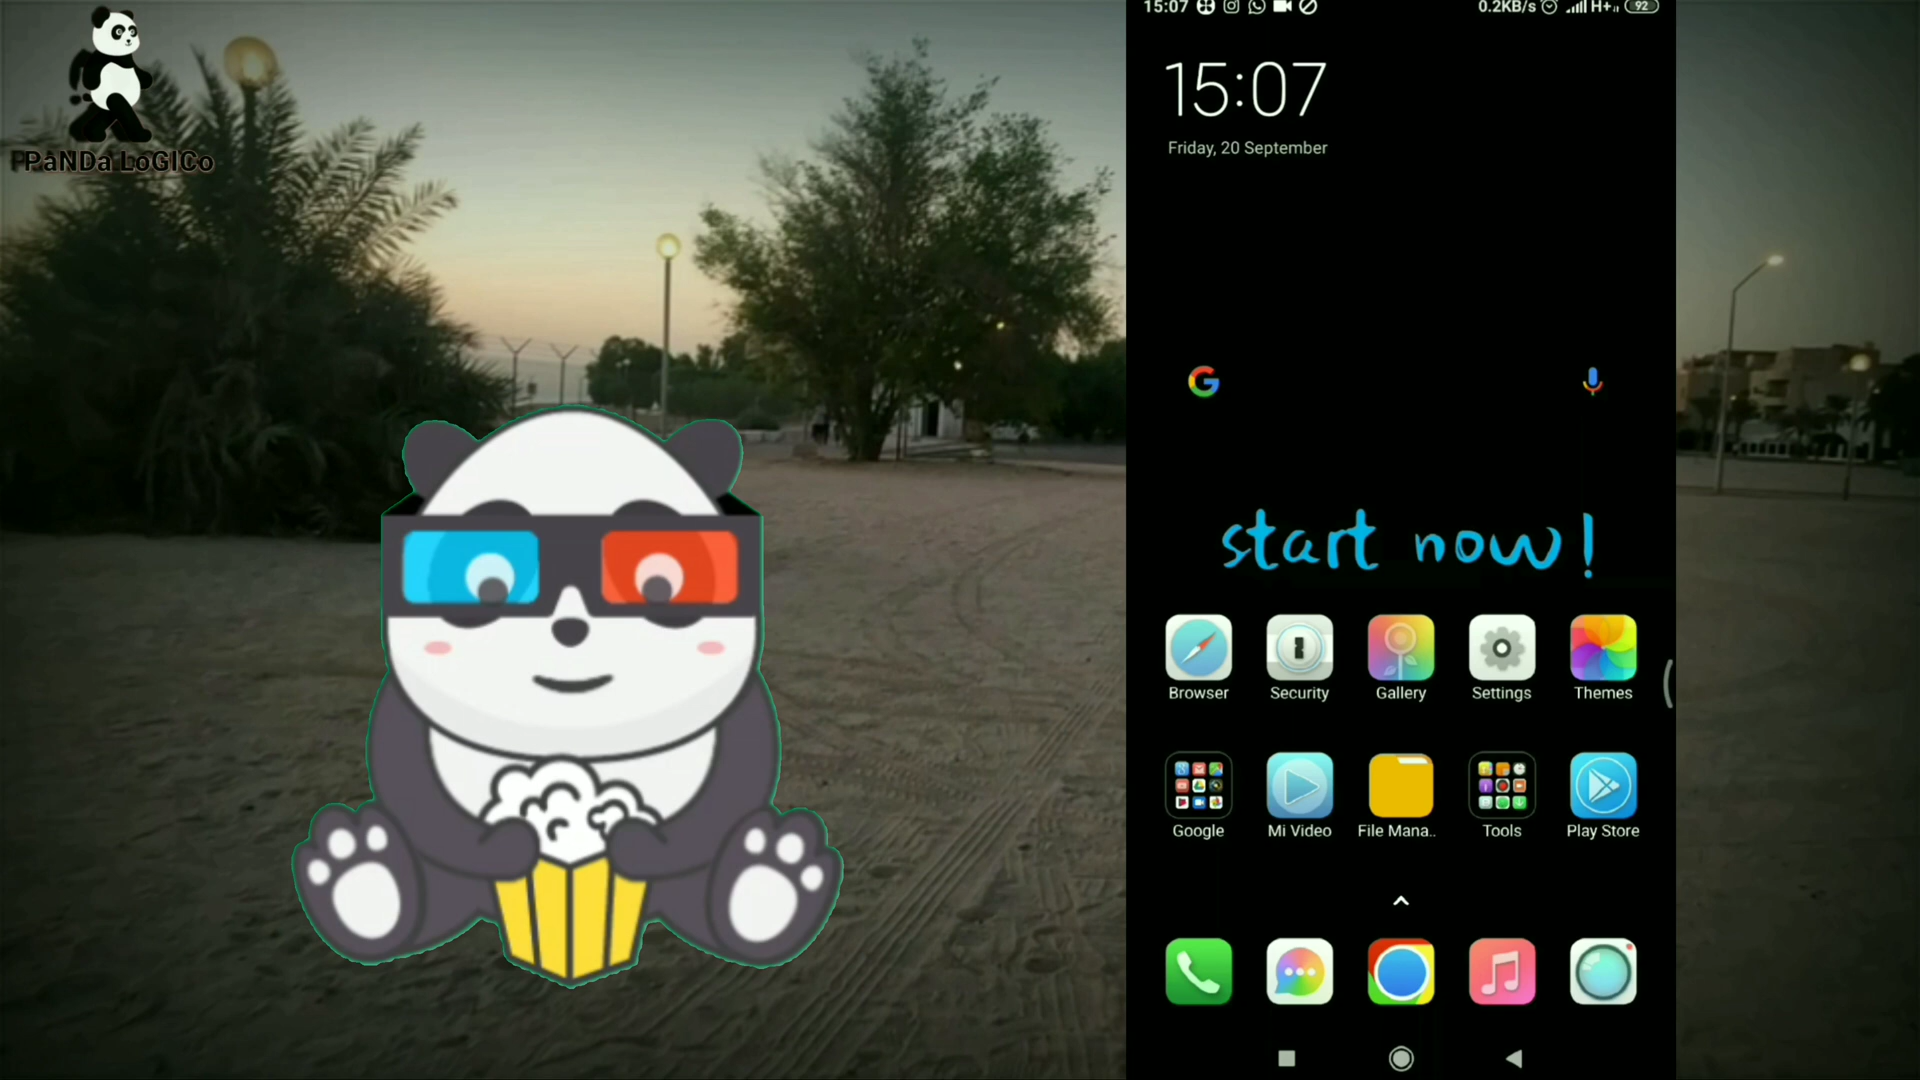 PaNDa LoGICo
15:07
0.2KB/s H+ 92
15:07
Friday, 20 September
start now!
Browser Security Gallery Settings Themes
Google Mi Video File Mana.. Tools Play Store